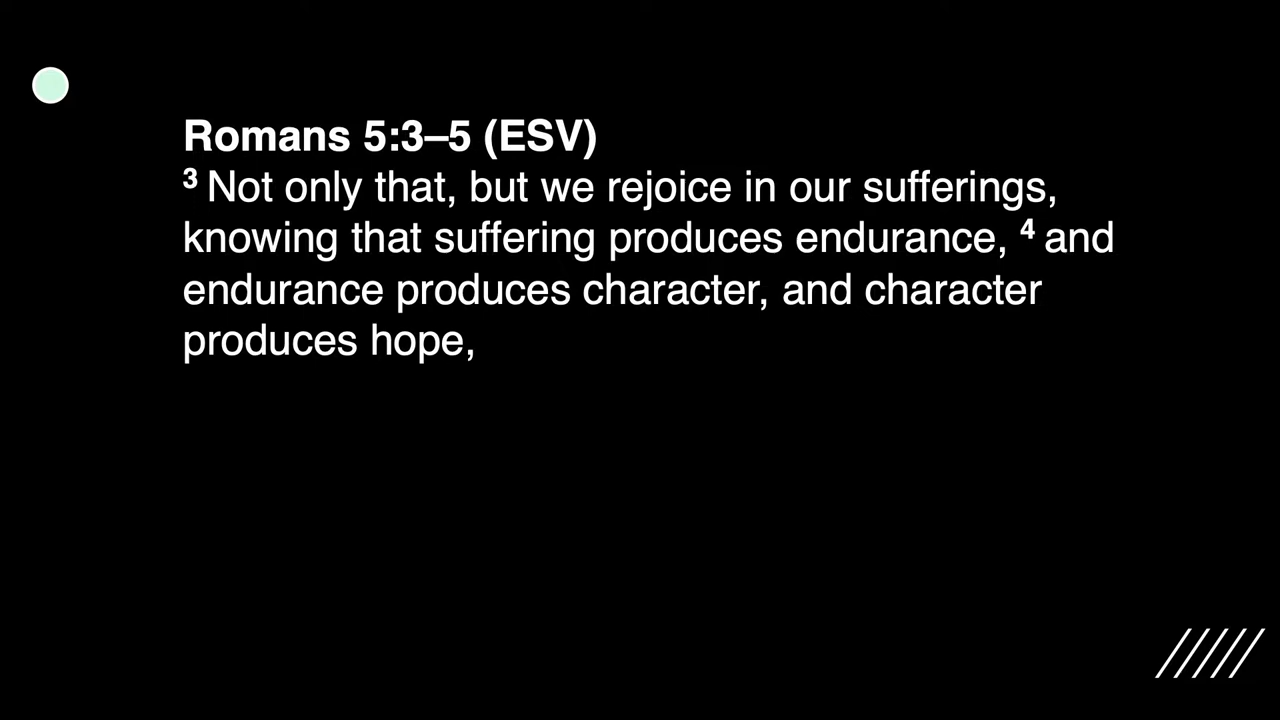 Romans 5:3–5 (ESV)
³ Not only that, but we rejoice in our sufferings,
knowing that suffering produces endurance, ⁴ and
endurance produces character, and character
produces hope,